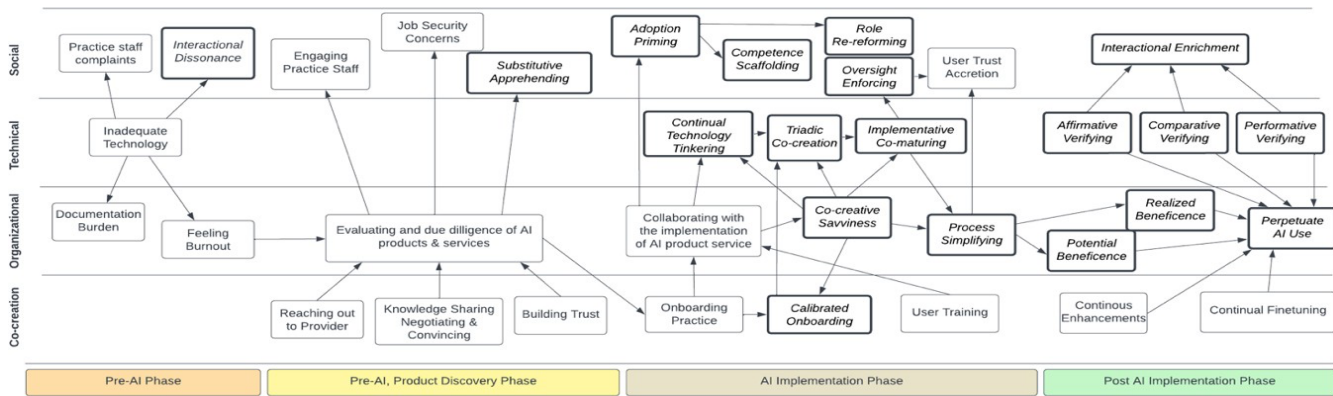 Social
Practice staff
complaints
Interactional
Dissonance
Engaging
Practice Staff
Job Security
Concerns
Substitutive
Apprehending
Adoption
Priming
Competence
Scaffolding
Role
Re-reforming
Oversight
Enforcing
User Trust
Accretion
Interactional Enrichment
Technical
Inadequate
Technology
Continual
Technology
Tinkering
Triadic
Co-creation
Implementative
Co-maturing
Affirmative
Verifying
Comparative
Verifying
Performative
Verifying
Organizational
Documentation
Burden
Feeling
Burnout
Evaluating and due dilligence of AI
products & services
Collaborating with
the implementation
of AI product service
Co-creative
Savviness
Process
Simplifying
Realized
Beneficence
Potential
Beneficence
Perpetuate
AI Use
Co-creation
Reaching out
to Provider
Knowledge Sharing
Negotiating &
Convincing
Building Trust
Onboarding
Practice
Calibrated
Onboarding
User Training
Continous
Enhancements
Continual Finetuning
Pre-AI Phase
Pre-AI, Product Discovery Phase
AI Implementation Phase
Post AI Implementation Phase